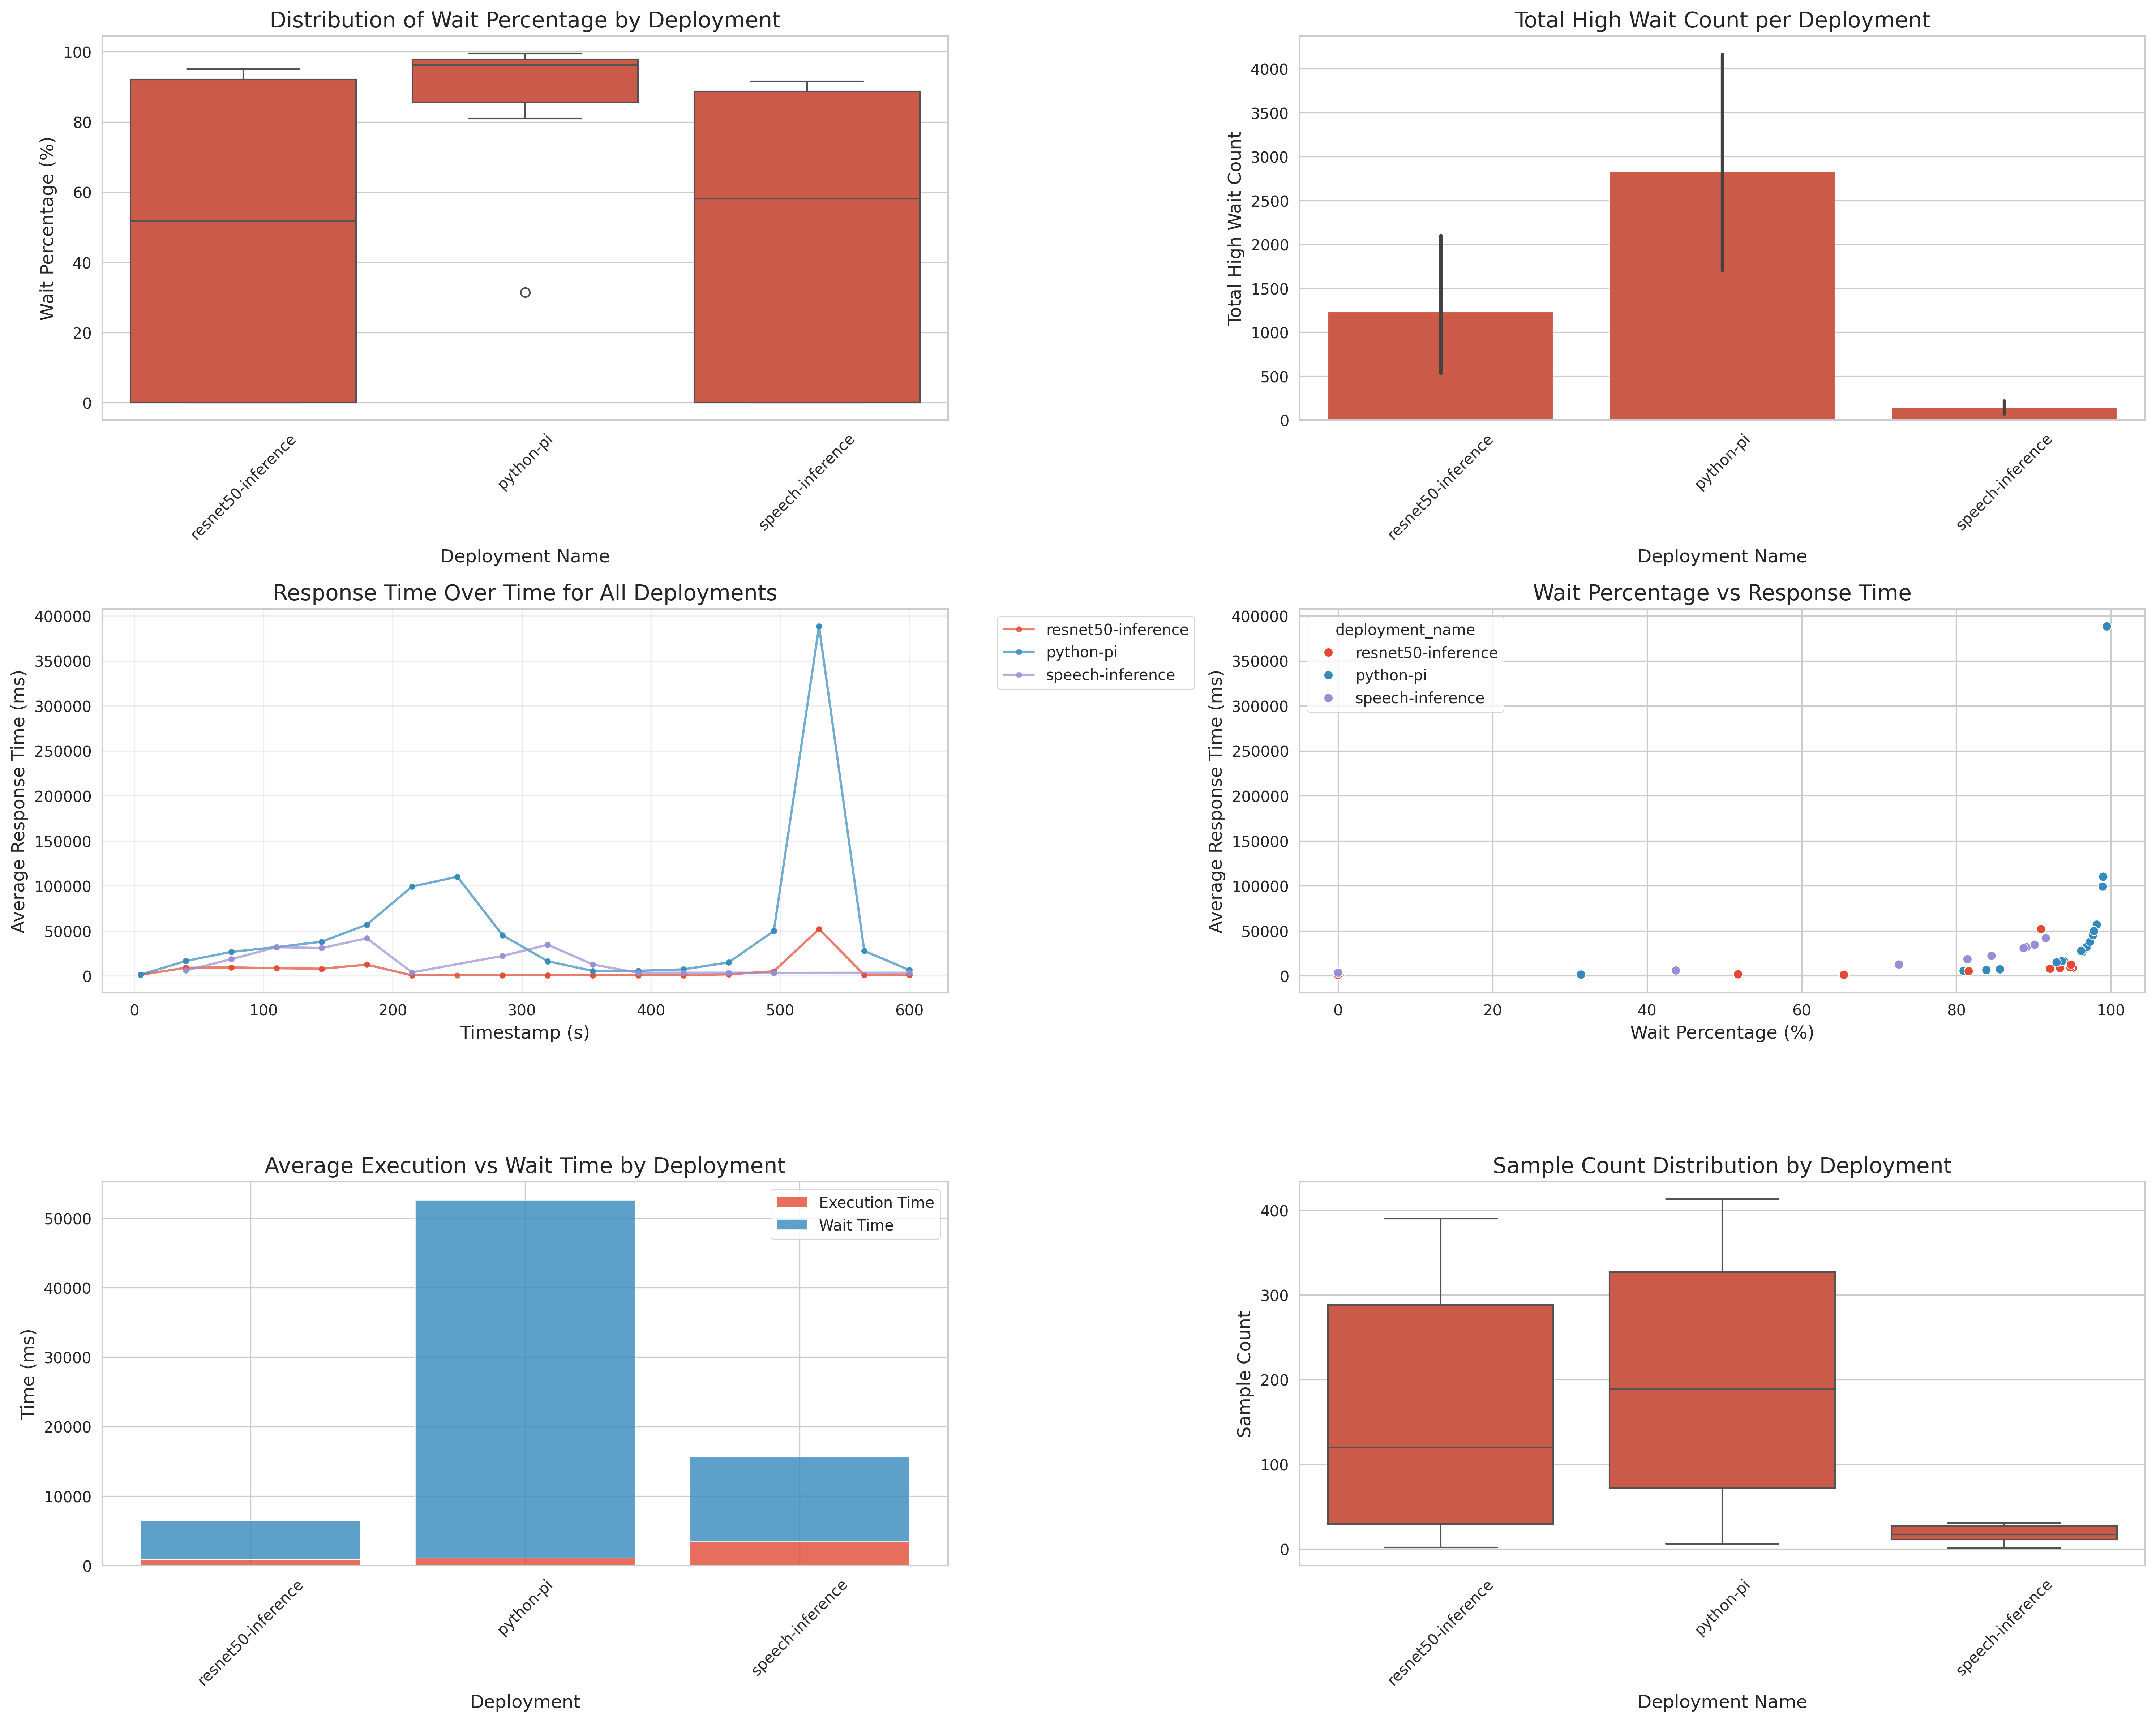 Distribution of Wait Percentage by Deployment
Wait Percentage (%)
100
80
60
40
20
0
resnet50-inference
python-pi
speech-inference
Deployment Name
Total High Wait Count per Deployment
Total High Wait Count
4000
3500
3000
2500
2000
1500
1000
500
0
resnet50-inference
python-pi
speech-inference
Deployment Name
Response Time Over Time for All Deployments
Average Response Time (ms)
400000
350000
300000
250000
200000
150000
100000
50000
0
0 100 200 300 400 500 600
Timestamp (s)
resnet50-inference
python-pi
speech-inference
Wait Percentage vs Response Time
Average Response Time (ms)
400000
350000
300000
250000
200000
150000
100000
50000
0
deployment_name
resnet50-inference
python-pi
speech-inference
0 20 40 60 80 100
Wait Percentage (%)
Average Execution vs Wait Time by Deployment
Time (ms)
50000
40000
30000
20000
10000
0
Execution Time
Wait Time
resnet50-inference
python-pi
speech-inference
Deployment
Sample Count Distribution by Deployment
Sample Count
400
300
200
100
0
resnet50-inference
python-pi
speech-inference
Deployment Name